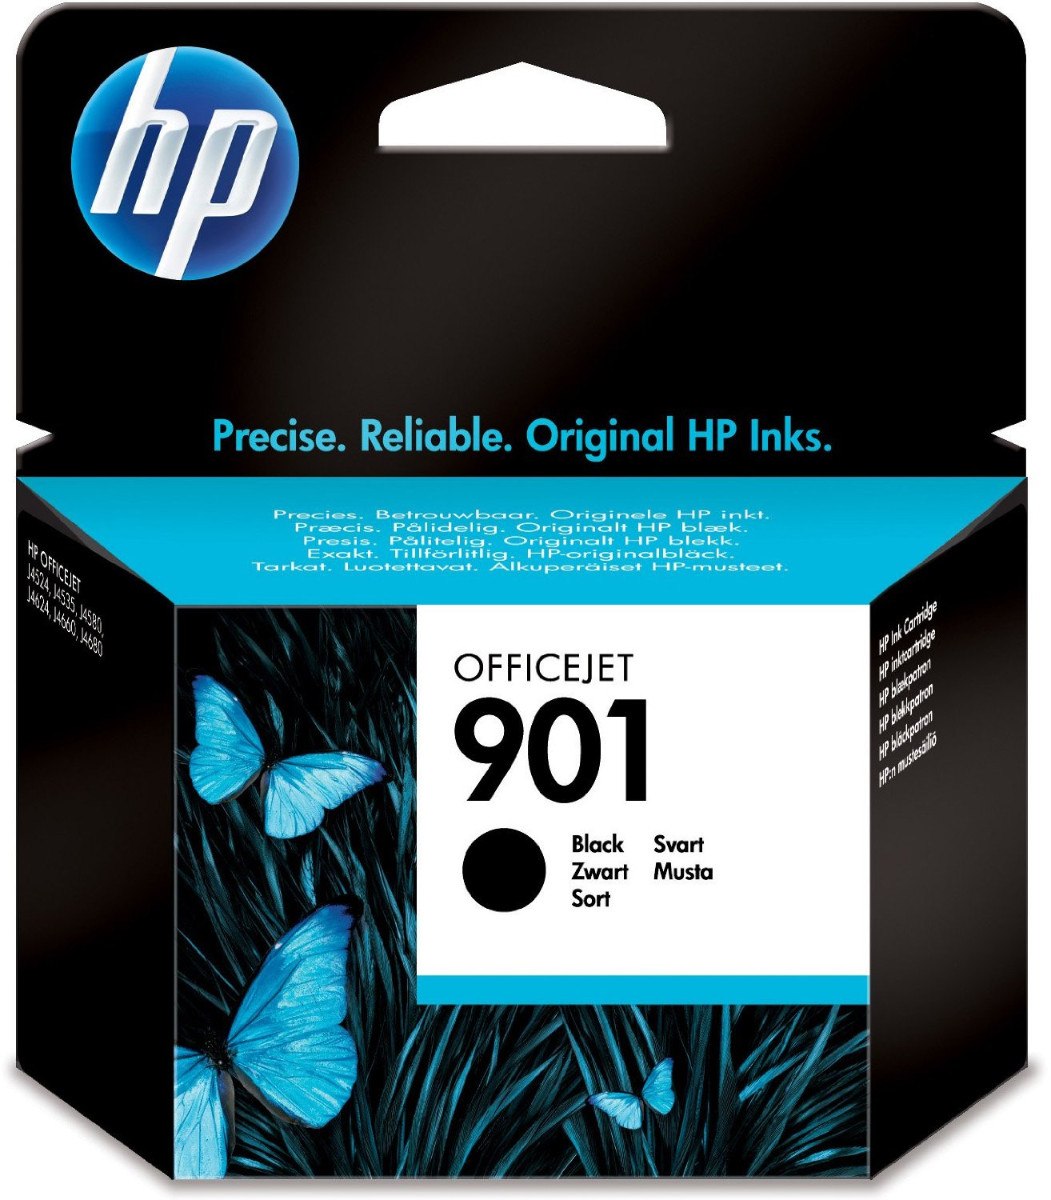 hp
Precise. Reliable. Original HP Inks.
Precies. Betrouwbaar. Originele HP inkt.
Præcis. Pålidelig. Originalt HP blæk.
Presis. Pålitelig. Originalt HP blekk.
Exakt. Tillförlitlig. HP-originalbläck.
Tarkat. Luotettavat. Alkuperäiset HP-musteet.
HP OFFICEJET
J4524, J4535, J4580,
J4624, J4660, J4680
OFFICEJET
901
Black Svart
Zwart Musta
Sort
HP Ink Cartridge
HP inktcartridge
HP blækpatron
HP blekkpatron
HP bläckpatron
HP:n mustesäiliö